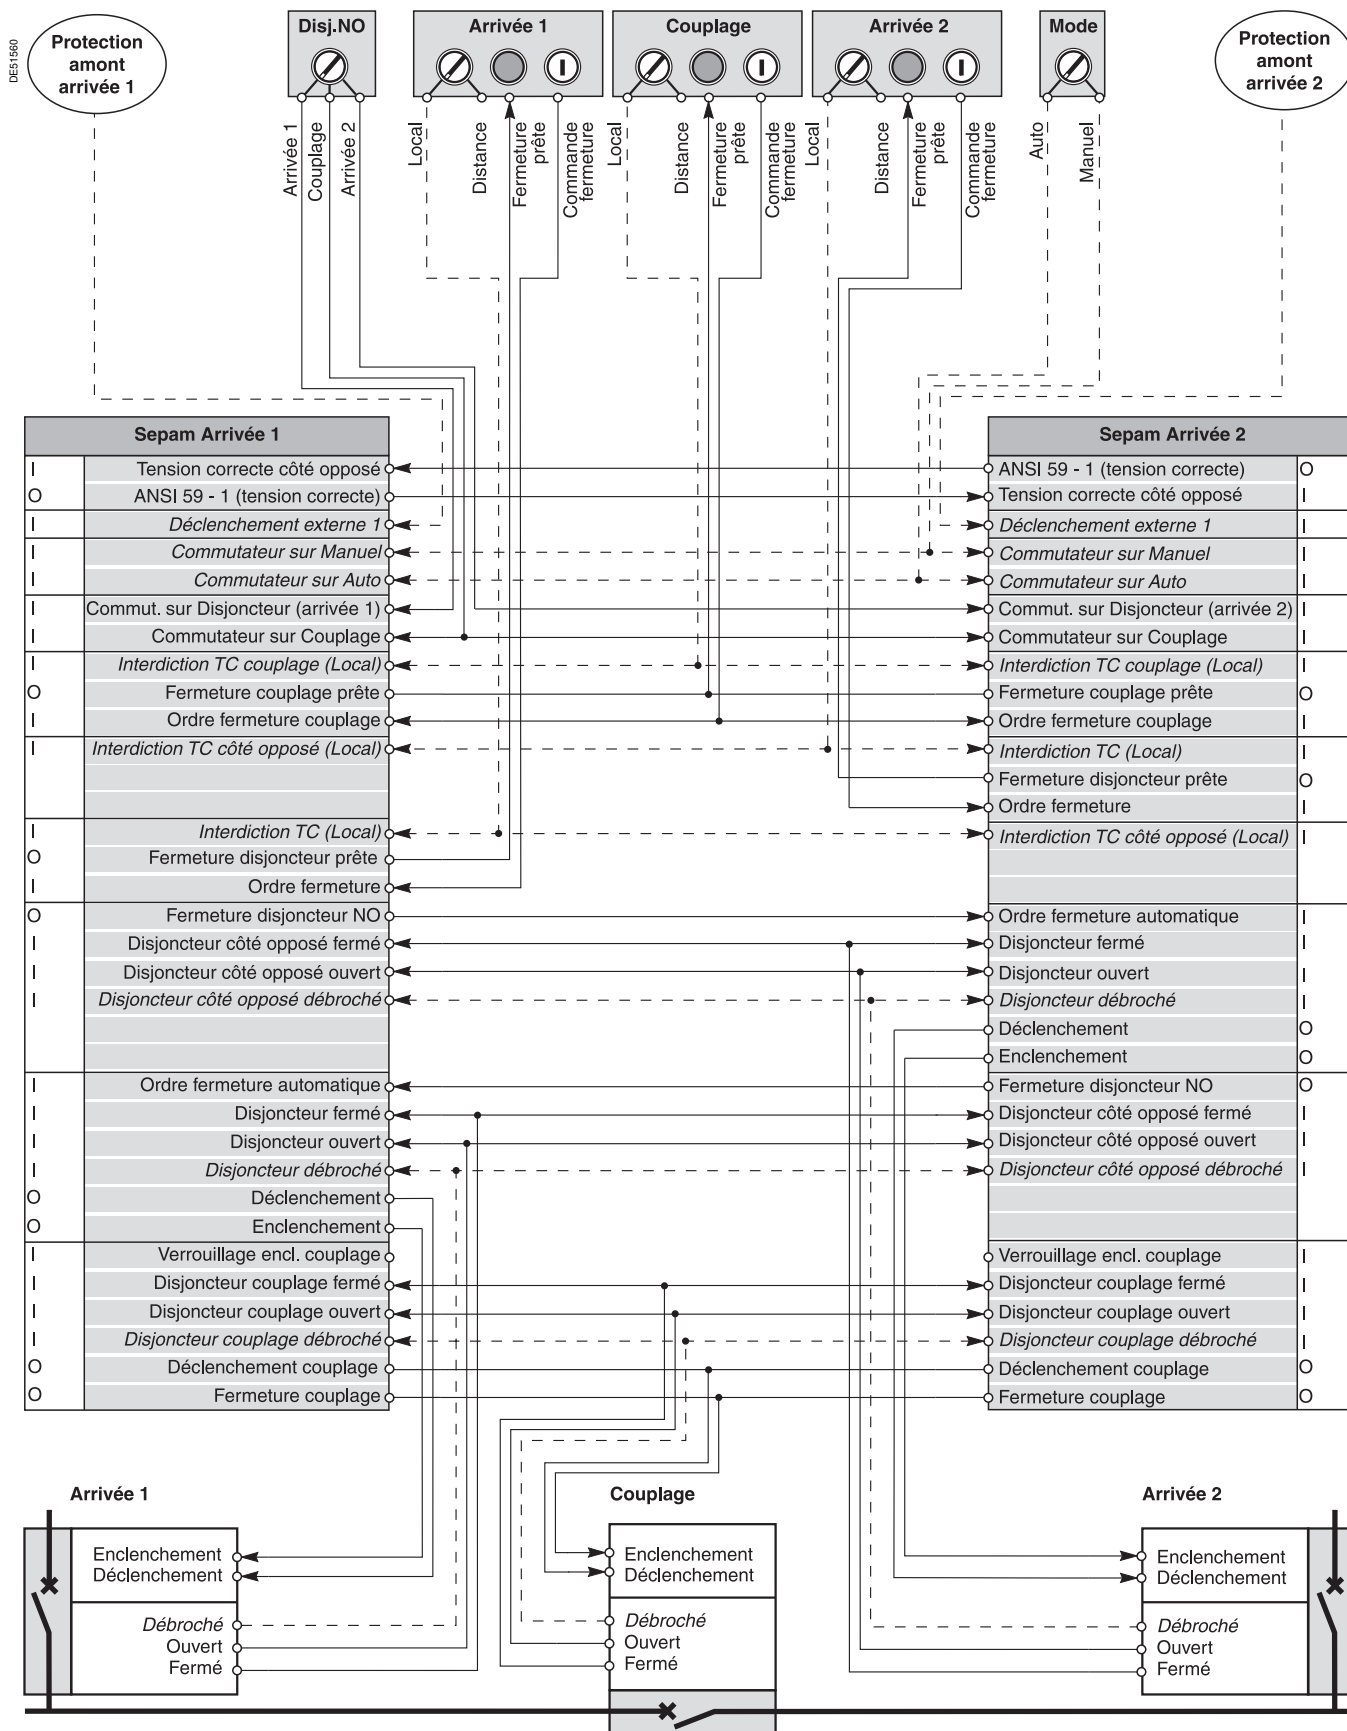 DE51560
Protection
amont
arrivée 1
Disj.NO
Arrivée 1
Couplage
Arrivée 2
Mode
Protection
amont
arrivée 2
Arrivée 1
Couplage
Arrivée 2
Local
Distance
Fermeture
prête
Commande
fermeture
Local
Distance
Fermeture
prête
Commande
fermeture
Local
Distance
Fermeture
prête
Commande
fermeture
Auto
Manuel
Sepam Arrivée 1
I Tension correcte côté opposé
O ANSI 59 - 1 (tension correcte)
I Déclenchement externe 1
I Commutateur sur Manuel
I Commutateur sur Auto
I Commut. sur Disjoncteur (arrivée 1)
I Commutateur sur Couplage
I Interdiction TC couplage (Local)
O Fermeture couplage prête
I Ordre fermeture couplage
I Interdiction TC côté opposé (Local)
I Interdiction TC (Local)
O Fermeture disjoncteur prête
I Ordre fermeture
O Fermeture disjoncteur NO
I Disjoncteur côté opposé fermé
I Disjoncteur côté opposé ouvert
I Disjoncteur côté opposé débroché
I Ordre fermeture automatique
I Disjoncteur fermé
I Disjoncteur ouvert
I Disjoncteur débroché
O Déclenchement
O Enclenchement
I Verrouillage encl. couplage
I Disjoncteur couplage fermé
I Disjoncteur couplage ouvert
I Disjoncteur couplage débroché
O Déclenchement couplage
O Fermeture couplage
Sepam Arrivée 2
ANSI 59 - 1 (tension correcte) O
Tension correcte côté opposé I
Déclenchement externe 1 I
Commutateur sur Manuel I
Commutateur sur Auto I
Commut. sur Disjoncteur (arrivée 2) I
Commutateur sur Couplage I
Interdiction TC couplage (Local) I
Fermeture couplage prête O
Ordre fermeture couplage I
Interdiction TC (Local) I
Fermeture disjoncteur prête O
Ordre fermeture I
Interdiction TC côté opposé (Local) I
Ordre fermeture automatique I
Disjoncteur fermé I
Disjoncteur ouvert I
Disjoncteur débroché I
Déclenchement O
Enclenchement O
Fermeture disjoncteur NO O
Disjoncteur côté opposé fermé I
Disjoncteur côté opposé ouvert I
Disjoncteur côté opposé débroché I
Verrouillage encl. couplage I
Disjoncteur couplage fermé I
Disjoncteur couplage ouvert I
Disjoncteur couplage débroché I
Déclenchement couplage O
Fermeture couplage O
Arrivée 1
Enclenchement
Déclenchement
Débroché
Ouvert
Fermé
Couplage
Enclenchement
Déclenchement
Débroché
Ouvert
Fermé
Arrivée 2
Enclenchement
Déclenchement
Débroché
Ouvert
Fermé